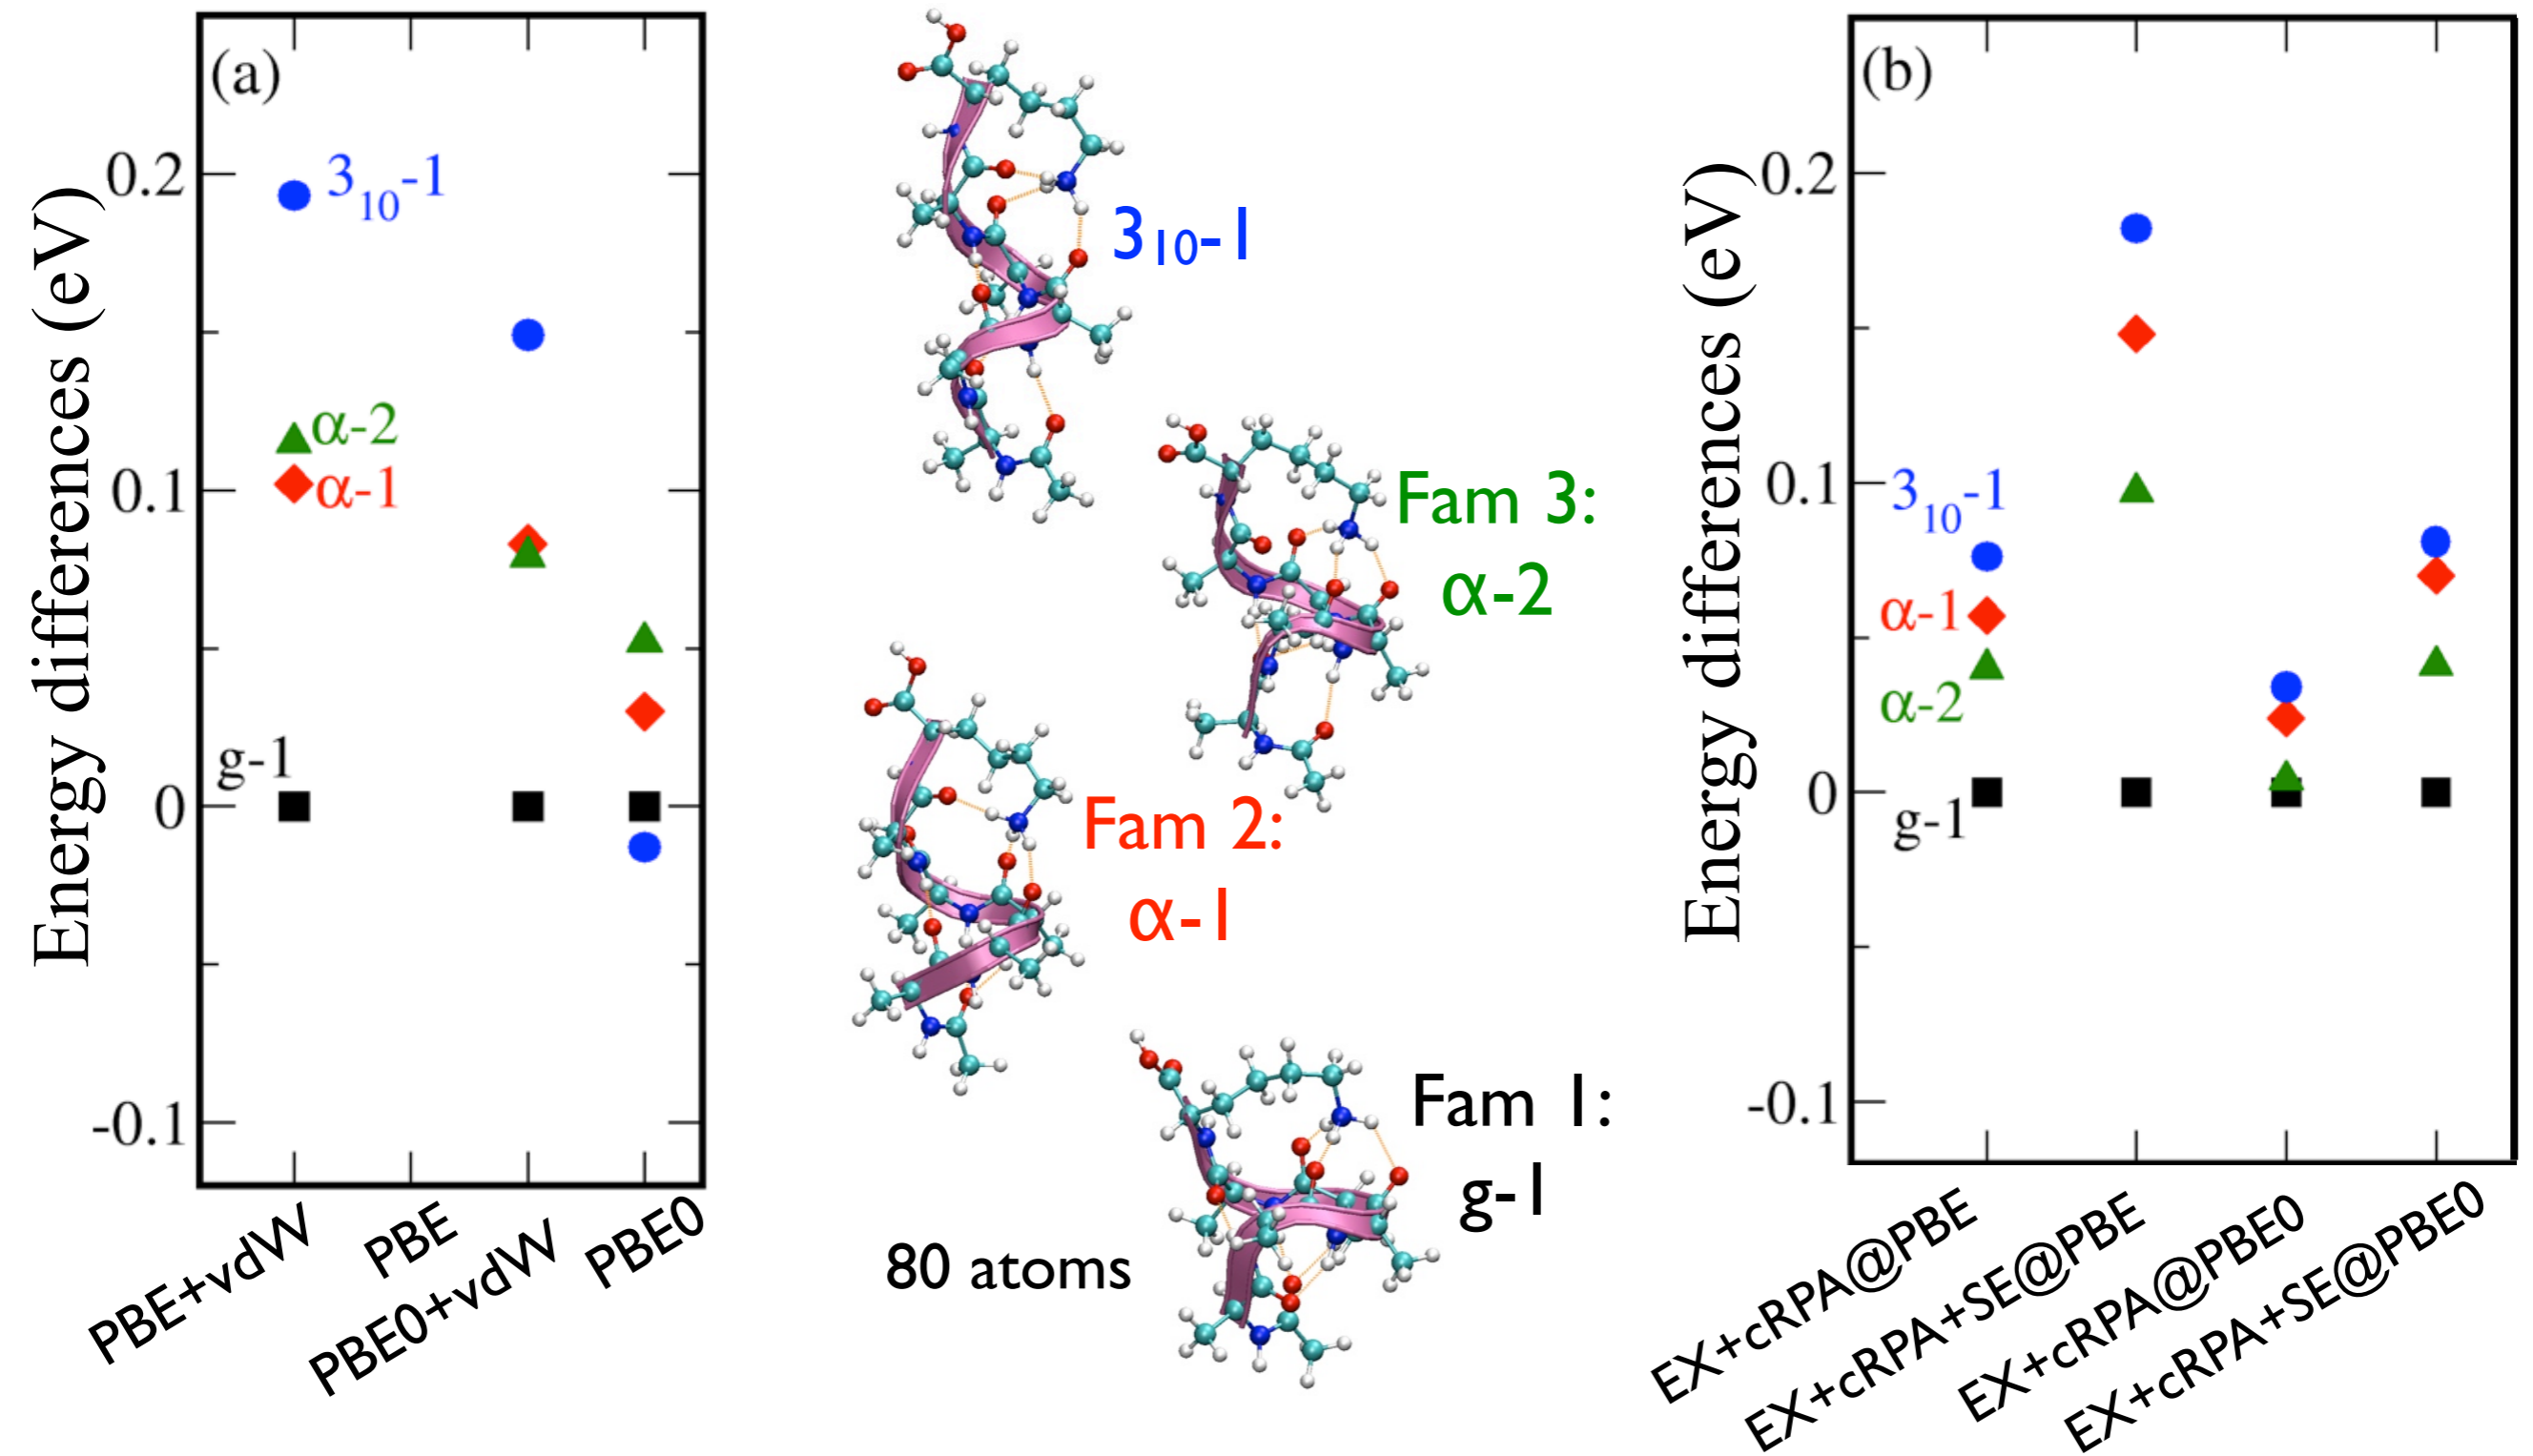 (a)
Energy differences (eV)
0.2
0.1
0
-0.1
3₁₀-1
α-2
α-1
g-1
PBE+vdW
PBE
PBE0+vdW
PBE0
3₁₀-1
Fam 3:
α-2
Fam 2:
α-1
Fam 1:
g-1
80 atoms
(b)
Energy differences (eV)
0.2
0.1
0
-0.1
3₁₀-1
α-1
α-2
g-1
EX+cRPA@PBE
EX+cRPA+SE@PBE
EX+cRPA@PBE0
EX+cRPA+SE@PBE0